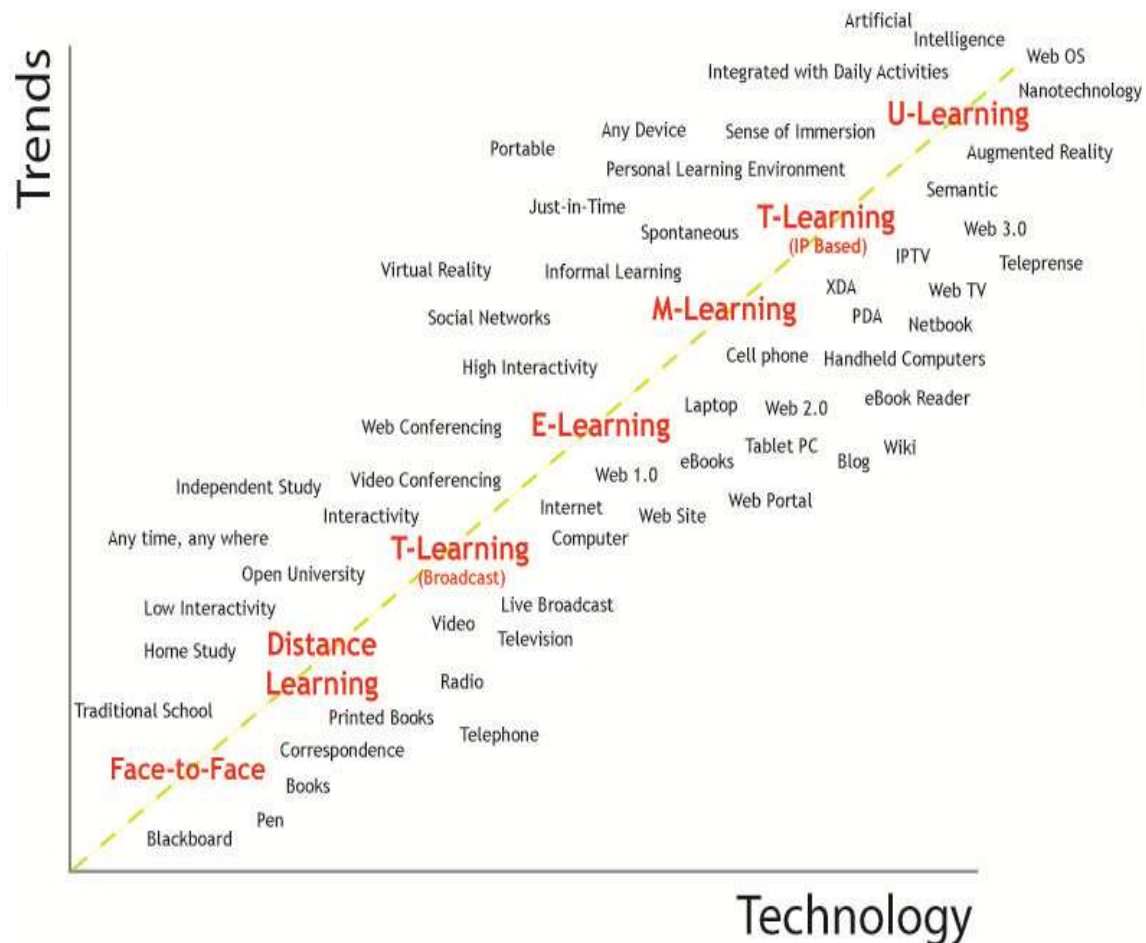 Trends
Artificial
Intelligence
Web OS
Integrated with Daily Activities
Nanotechnology
U-Learning
Any Device
Sense of Immersion
Portable
Augmented Reality
Personal Learning Environment
Semantic
Just-in-Time
T-Learning
(IP Based)
Spontaneous
Web 3.0
IPTV
Teleprense
Virtual Reality
Informal Learning
XDA
Web TV
M-Learning
Social Networks
PDA
Netbook
Cell phone
Handheld Computers
High Interactivity
Laptop
Web 2.0
eBook Reader
Web Conferencing
E-Learning
Tablet PC
Wiki
eBooks
Blog
Web 1.0
Video Conferencing
Independent Study
Web Portal
Internet
Web Site
Interactivity
Any time, any where
T-Learning
(Broadcast)
Computer
Open University
Low Interactivity
Live Broadcast
Video
Television
Home Study
Distance
Learning
Radio
Traditional School
Printed Books
Telephone
Correspondence
Face-to-Face
Books
Pen
Blackboard
Technology